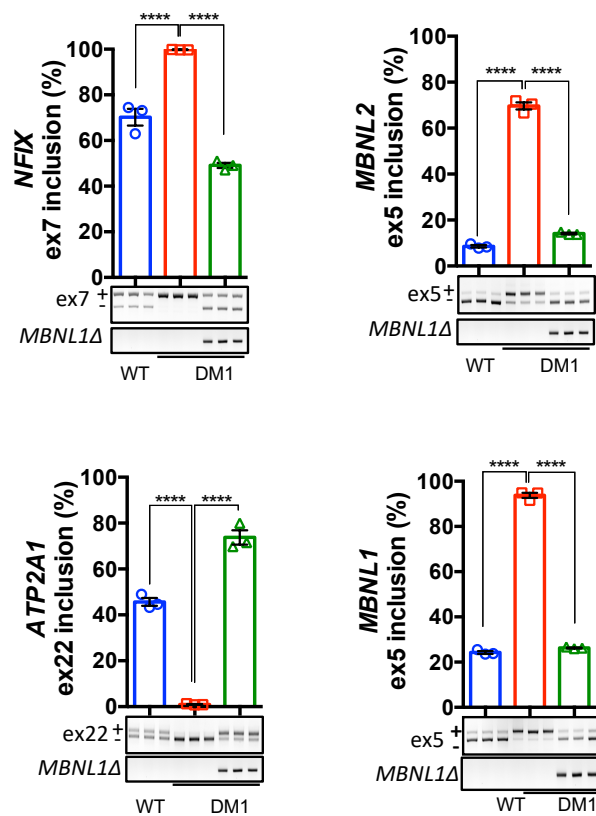 **** ****
NFIX
ex7 inclusion (%)
100
80
60
40
20
0
ex7 +
-
MBNL1Δ
WT DM1
**** ****
MBNL2
ex5 inclusion (%)
100
80
60
40
20
0
ex5 +
-
MBNL1Δ
WT DM1
**** ****
ATP2A1
ex22 inclusion (%)
100
80
60
40
20
0
ex22 +
-
MBNL1Δ
WT DM1
**** ****
MBNL1
ex5 inclusion (%)
100
80
60
40
20
0
ex5 +
-
MBNL1Δ
WT DM1